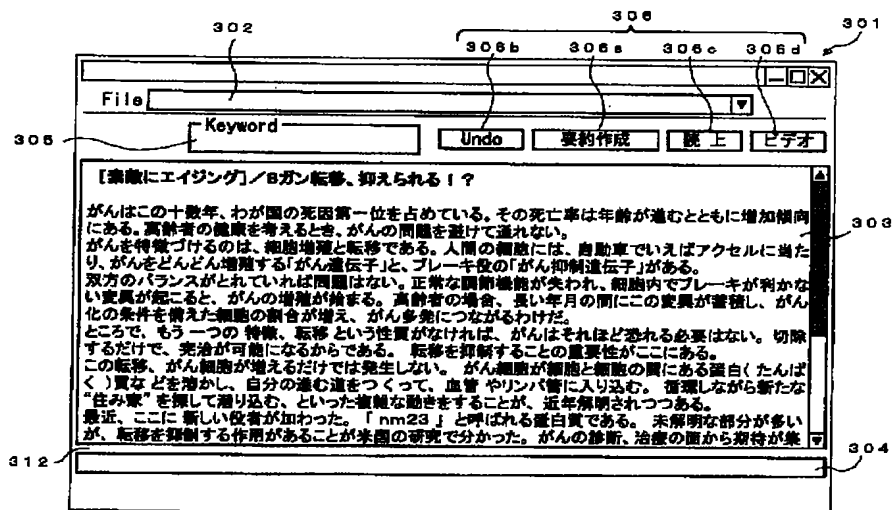 306
302
306b
306a
306c
306d
301
File
305
Keyword
Undo
要約作成
読 上
ビデオ
[素敵にエイジング]/8ガン転移、抑えられる!?
がんはこの十数年、わが国の死因第一位を占めている。その死亡率は年齢が進むとともに増加傾向
にある。高齢者の健康を考えるとき、がんの問題を避けて通れない。
303
がんを特徴づけるのは、細胞増殖と転移である。人間の細胞には、自動車でいえばアクセルに当た
り、がんをどんどん増殖する「がん遺伝子」と、ブレーキ役の「がん抑制遺伝子」がある。
双方のバランスがとれていれば問題はない。正常な調節機能が失われ、細胞内でブレーキが利かな
い変異が起こると、がんの増殖が始まる。高齢者の場合、長い年月の間にこの変異が蓄積し、がん
化の条件を備えた細胞の割合が増え、がん多発につながるわけだ。
ところで、もう一つの 特徴、転移 という性質がなければ、がんはそれほど恐れる必要はない。切除
するだけで、完治が可能になるからである。 転移を抑制することの重要性がここにある。
この転移、がん細胞が増えるだけでは発生しない。 がん細胞が細胞と細胞の間にある蛋白( たんぱ
く )質な どを溶かし、自分の進む道をつくって、血管 やリンパ管に入り込む。 循環しながら新たな
“住み家”を探して潜り込む、といった複雑な動きをすることが、近年解明されつつある。
最近、ここに 新しい役者が加わった。「 nm23 」 と呼ばれる蛋白質である。 未解明な部分が多い
が、転移を抑制する作用があることが米国の研究で分かった。がんの診断、治療の面から期待が集
312
304